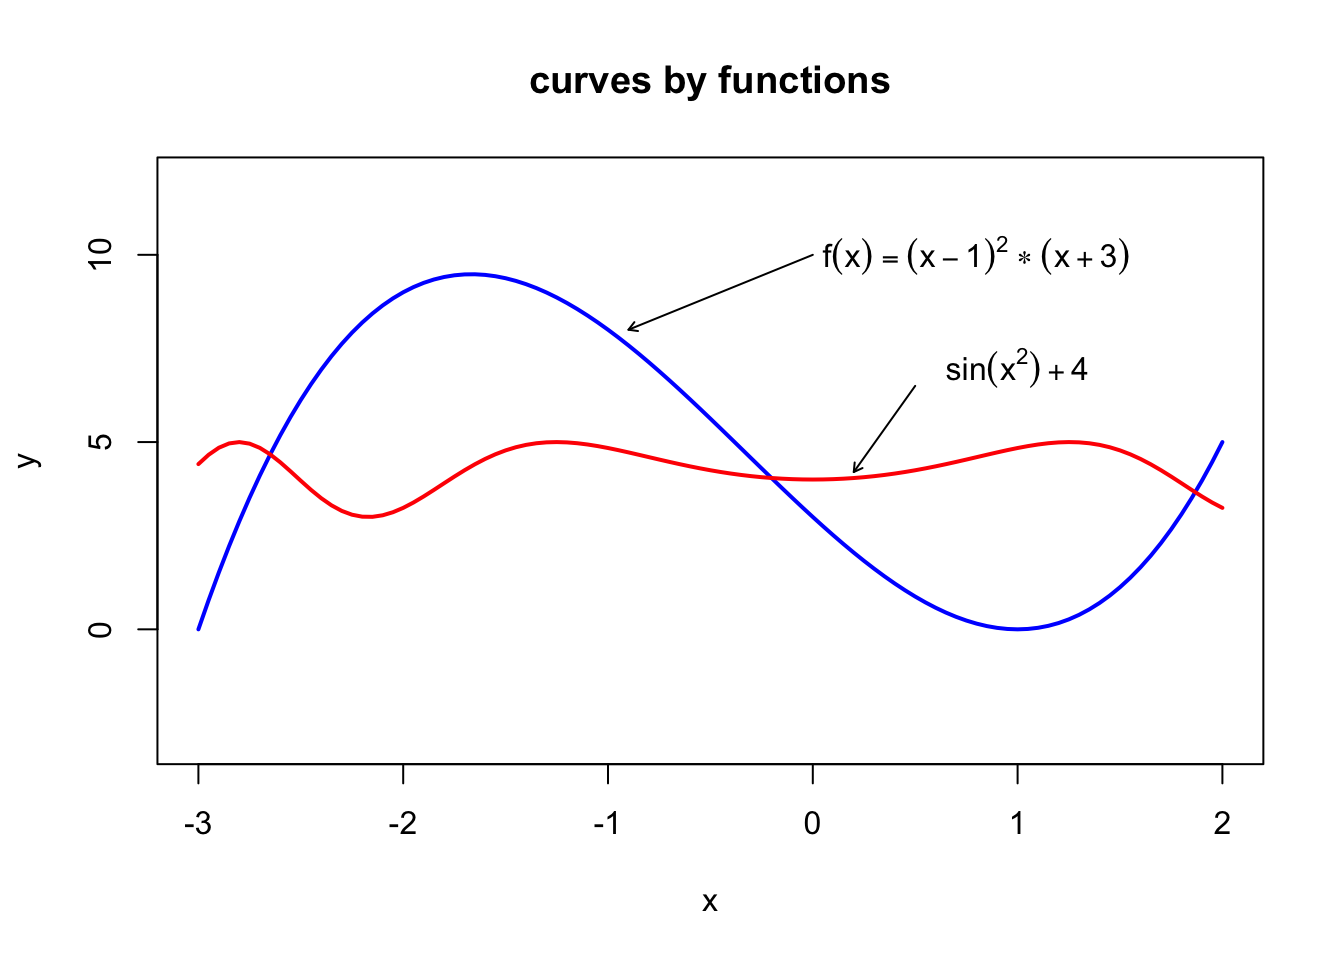 curves by functions
y
10
5
0
f(x) = (x − 1)² ∗ (x + 3)
sin(x²) + 4
-3 -2 -1 0 1 2
x